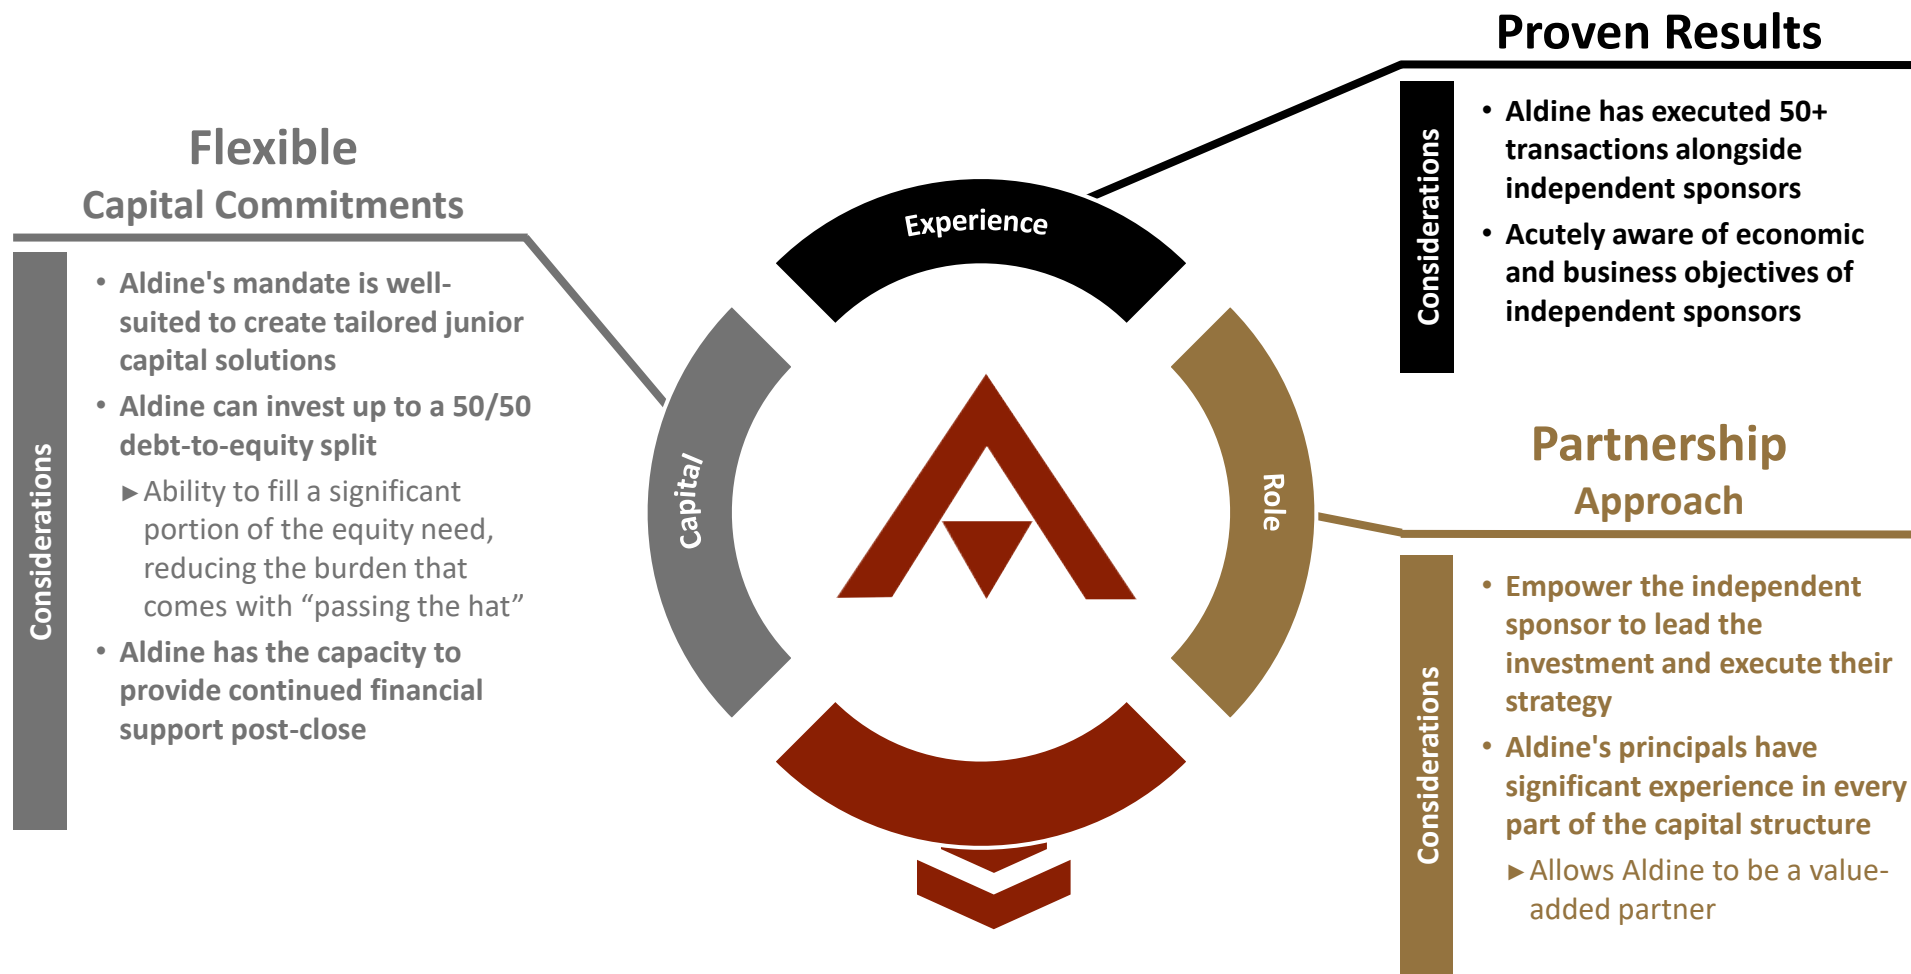 Proven Results
Considerations
• Aldine has executed 50+
transactions alongside
independent sponsors
• Acutely aware of economic
and business objectives of
independent sponsors
Flexible
Capital Commitments
Considerations
• Aldine's mandate is well-
suited to create tailored junior
capital solutions
• Aldine can invest up to a 50/50
debt-to-equity split
►Ability to fill a significant
portion of the equity need,
reducing the burden that
comes with “passing the hat”
• Aldine has the capacity to
provide continued financial
support post-close
Experience
Capital
Role
Partnership
Approach
Considerations
• Empower the independent
sponsor to lead the
investment and execute their
strategy
• Aldine's principals have
significant experience in every
part of the capital structure
►Allows Aldine to be a value-
added partner